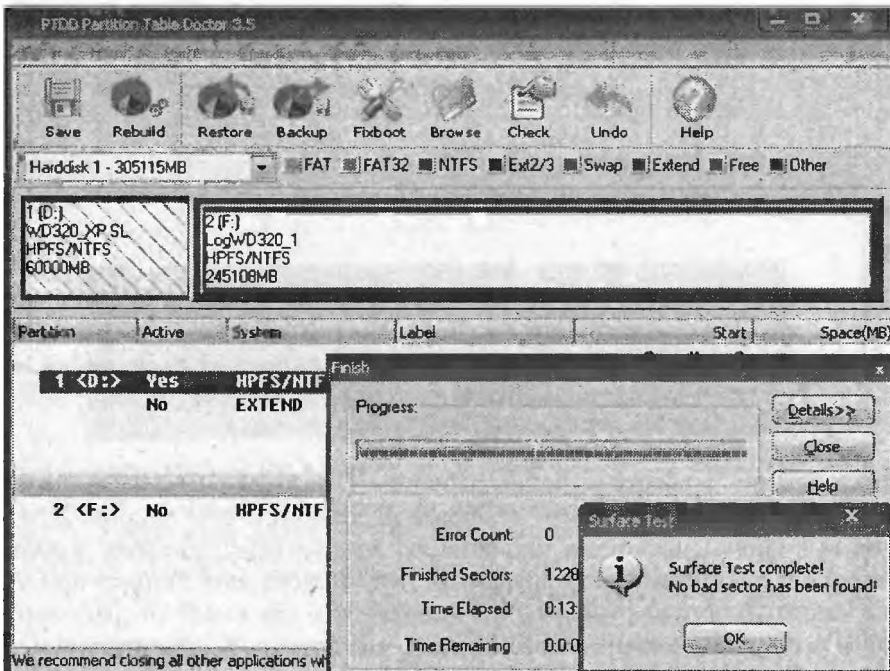 PTDD Partition Table Doctor 3.5
Save Rebuild Restore Backup Fixboot Browse Check Undo Help
Harddisk 1 - 305115MB FAT FAT32 NTFS Ext2/3 Swap Extend Free Other
1 (D:)
WD320_XP SL
HPFS/NTFS
60000MB
2 (F:)
LogWD320_1
HPFS/NTFS
245108MB
Partition Active System Label Start Space(MB)
1 <D:> Yes HPFS/NTF
No EXTEND
2 <F:> No HPFS/NTF
Finish
Progress:
Details>>
Close
Help
Error Count: 0
Finished Sectors: 1228
Time Elapsed: 0:13:
Time Remaining 0:0:0
Surface Test
Surface Test complete!
No bad sector has been found!
OK
We recommend closing all other applications wh